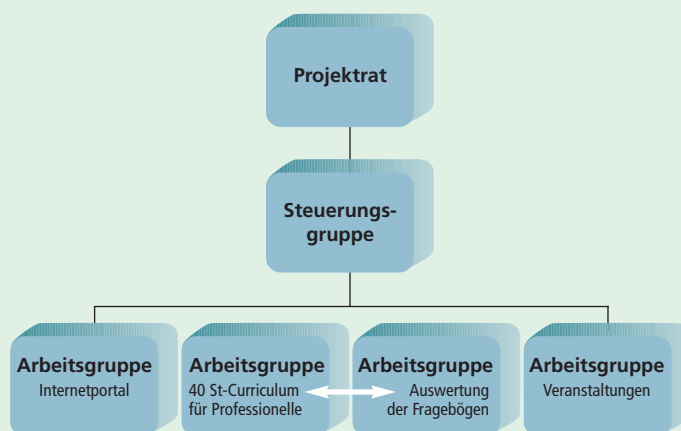 Projektrat
Steuerungs-
gruppe
Arbeitsgruppe
Internetportal
Arbeitsgruppe
40 St-Curriculum
für Professionelle
Arbeitsgruppe
Auswertung
der Fragebögen
Arbeitsgruppe
Veranstaltungen